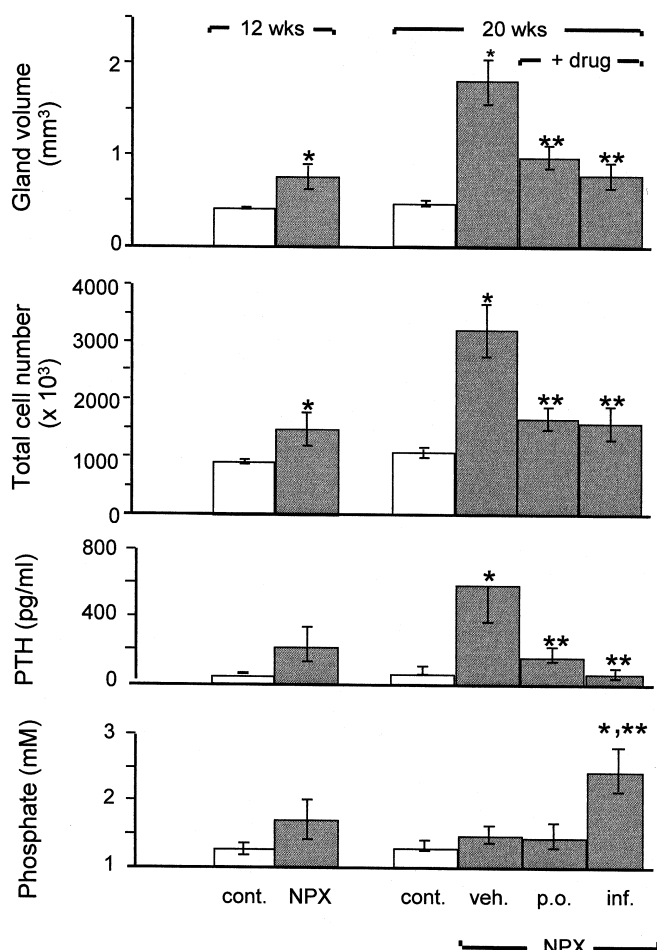 12 wks
20 wks
+ drug
Gland volume
(mm³)
2
1
0
*
*
**
**
Total cell number
(x 10³)
4000
3000
2000
1000
0
*
*
**
**
PTH (pg/ml)
800
400
0
*
**
**
Phosphate (mM)
3
2
1
*,**
cont. NPX cont. veh. p.o. inf.
NPX